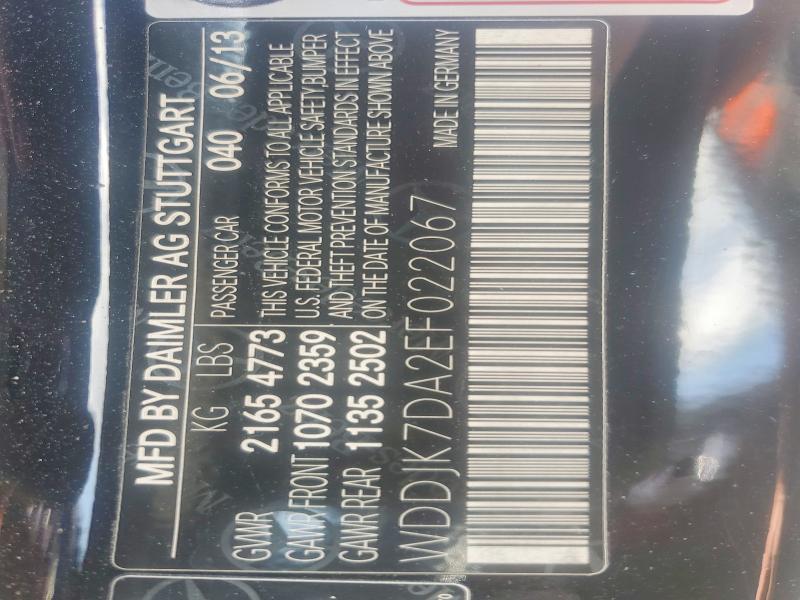 MFD BY DAIMLER AG STUTTGART
KG LBS PASSENGER CAR 040 06/13
GVWR 2165 4773
GAWR FRONT 1070 2359
GAWR REAR 1135 2502
THIS VEHICLE CONFORMS TO ALL APPLICABLE
U.S. FEDERAL MOTOR VEHICLE SAFETY,BUMPER
AND THEFT PREVENTION STANDARDS IN EFFECT
ON THE DATE OF MANUFACTURE SHOWN ABOVE
WDDJK7DA2EF022067
MADE IN GERMANY